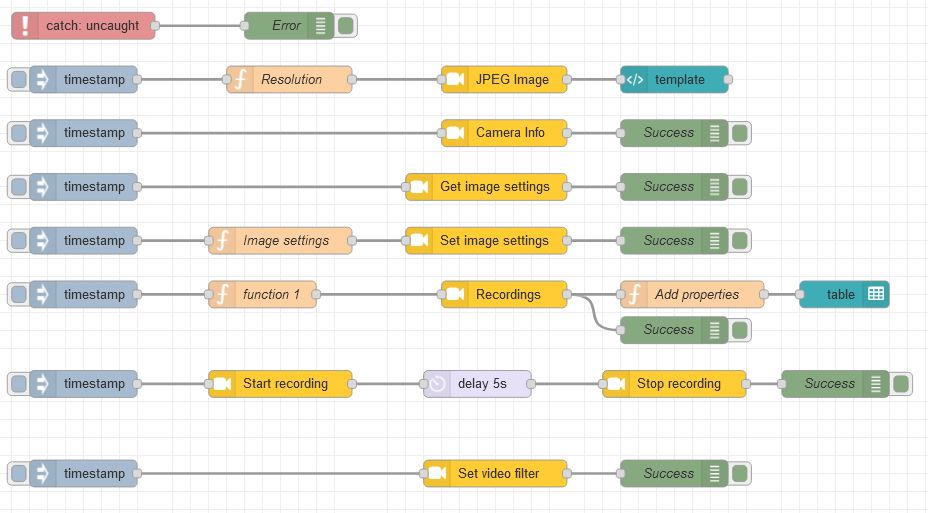 catch: uncaught Error
timestamp Resolution JPEG Image template
timestamp Camera Info Success
timestamp Get image settings Success
timestamp Image settings Set image settings Success
timestamp function 1 Recordings Add properties table
Success
timestamp Start recording delay 5s Stop recording Success
timestamp Set video filter Success